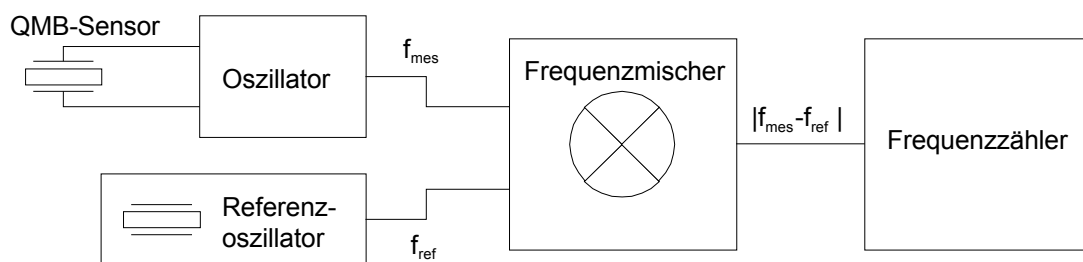 QMB-Sensor
Oszillator
f_mes
Frequenzmischer
|f_mes-f_ref |
Frequenzzähler
Referenz-
oszillator
f_ref